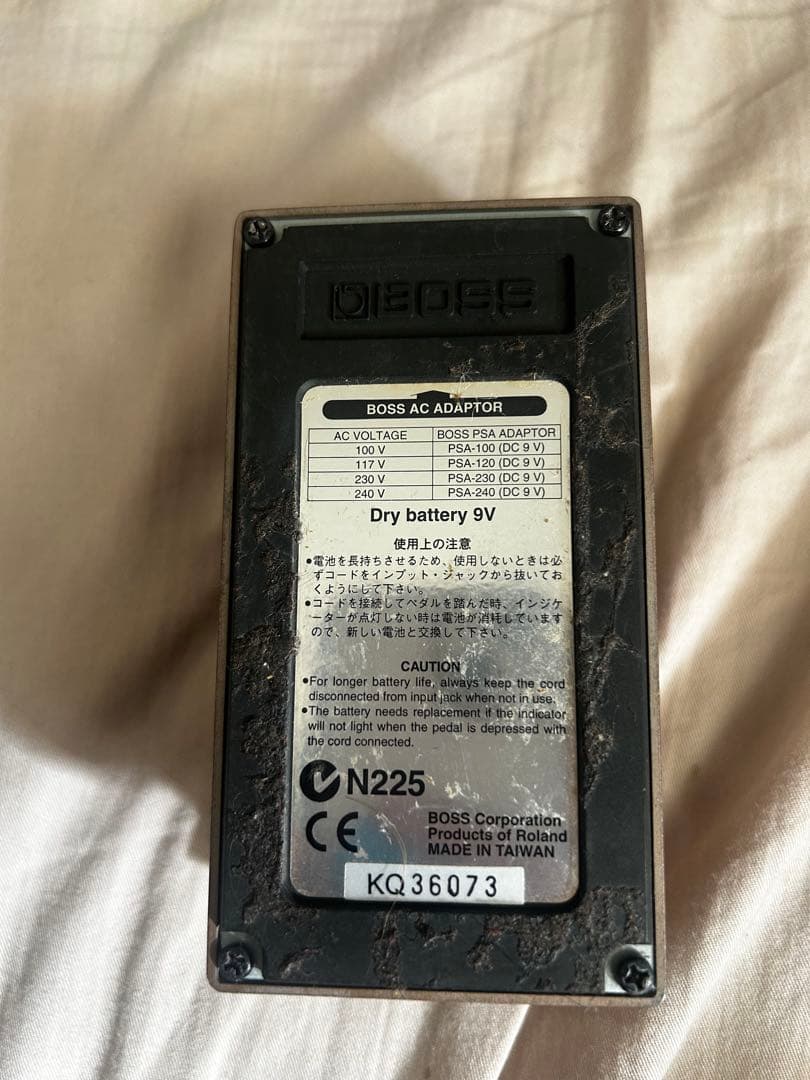 BOSS
BOSS AC ADAPTOR
AC VOLTAGE BOSS PSA ADAPTOR
100 V PSA-100 (DC 9 V)
117 V PSA-120 (DC 9 V)
230 V PSA-230 (DC 9 V)
240 V PSA-240 (DC 9 V)
Dry battery 9V
使用上の注意
●電池を長持ちさせるため、使用しないときは必
ずコードをインプット・ジャックから抜いてお
くようにして下さい。
●コードを接続してペダルを踏んだ時、インジケ
ーターが点灯しない時は電池が消耗しています
ので、新しい電池と交換して下さい。
CAUTION
●For longer battery life, always keep the cord
disconnected from input jack when not in use.
●The battery needs replacement if the indicator
will not light when the pedal is depressed with
the cord connected.
N225
CE
BOSS Corporation
Products of Roland
MADE IN TAIWAN
KQ36073